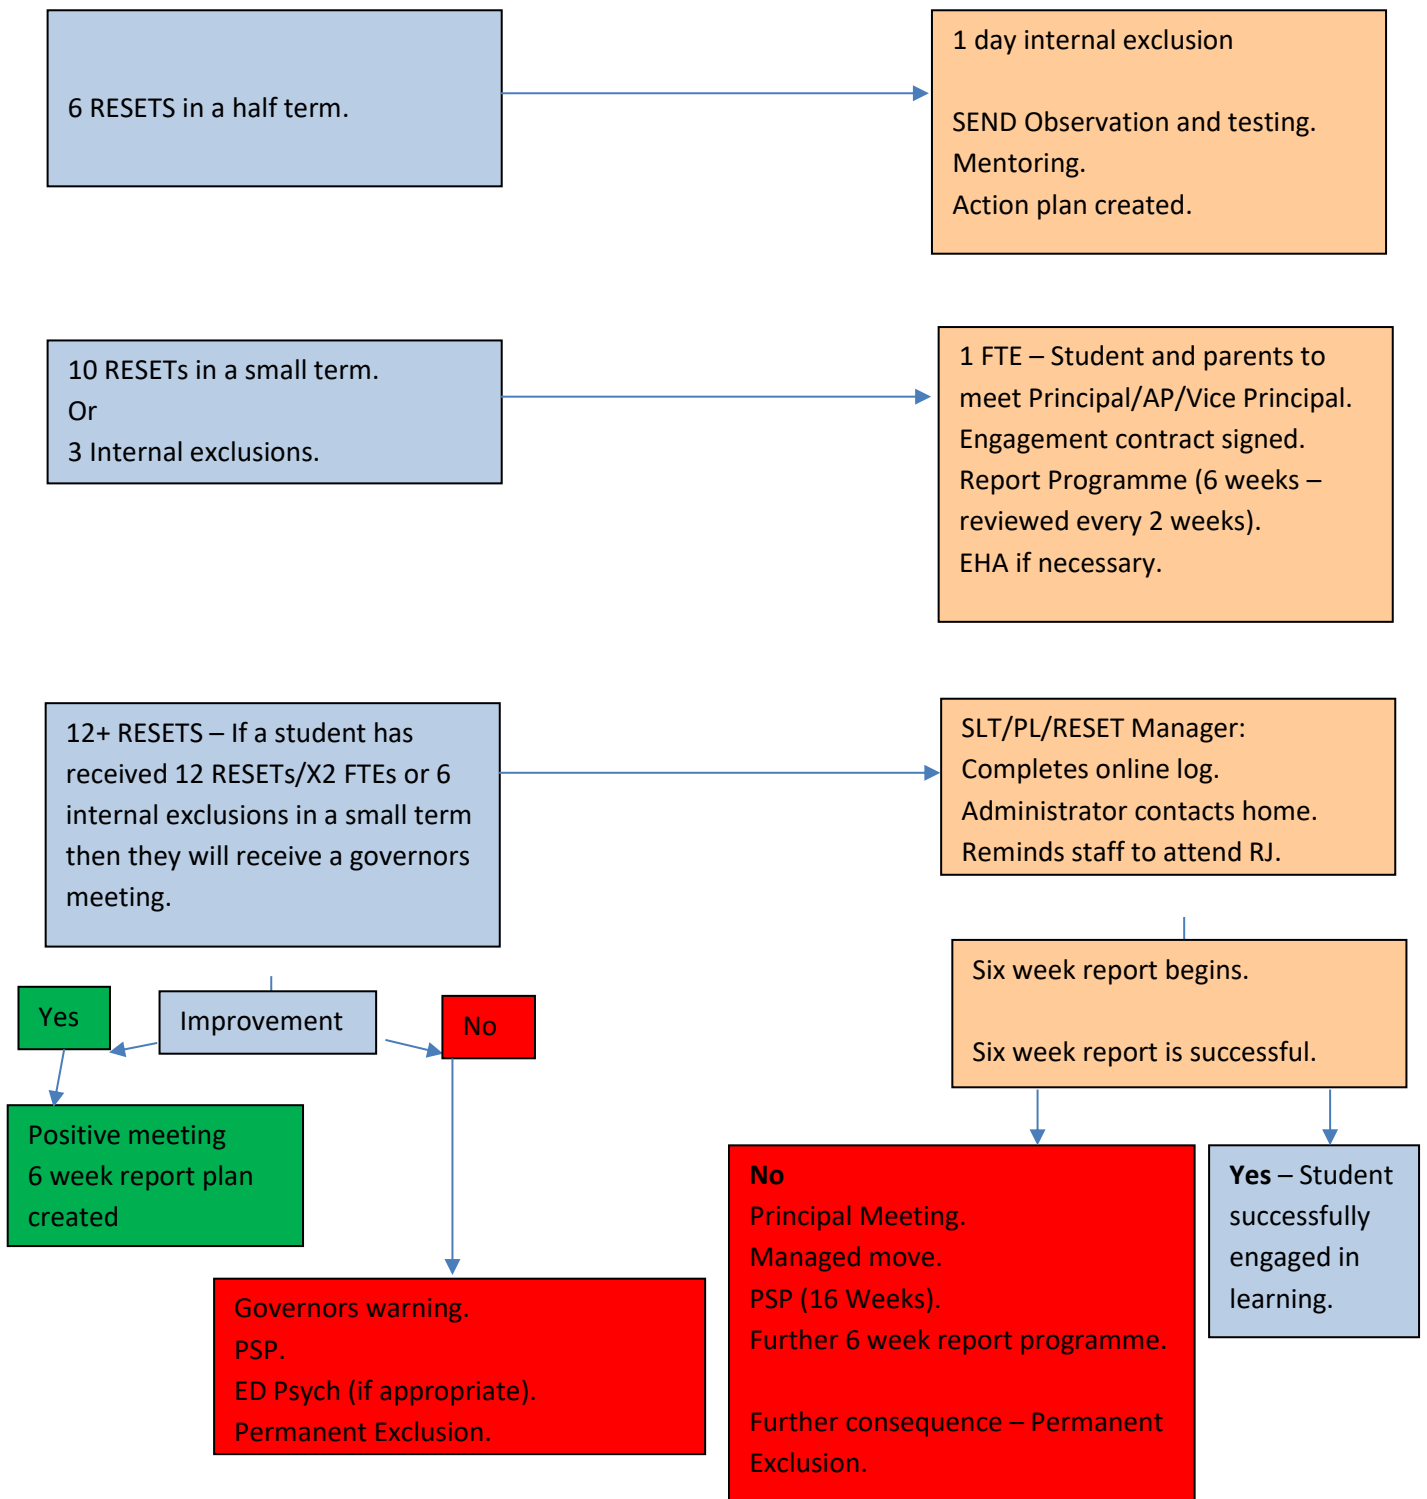 6 RESETS in a half term.
1 day internal exclusion
SEND Observation and testing.
Mentoring.
Action plan created.
10 RESETs in a small term.
Or
3 Internal exclusions.
1 FTE – Student and parents to
meet Principal/AP/Vice Principal.
Engagement contract signed.
Report Programme (6 weeks –
reviewed every 2 weeks).
EHA if necessary.
12+ RESETS – If a student has
received 12 RESETs/X2 FTEs or 6
internal exclusions in a small term
then they will receive a governors
meeting.
SLT/PL/RESET Manager:
Completes online log.
Administrator contacts home.
Reminds staff to attend RJ.
Yes
Improvement
No
Positive meeting
6 week report plan
created
Governors warning.
PSP.
ED Psych (if appropriate).
Permanent Exclusion.
Six week report begins.
Six week report is successful.
No
Principal Meeting.
Managed move.
PSP (16 Weeks).
Further 6 week report programme.
Further consequence – Permanent
Exclusion.
Yes – Student
successfully
engaged in
learning.